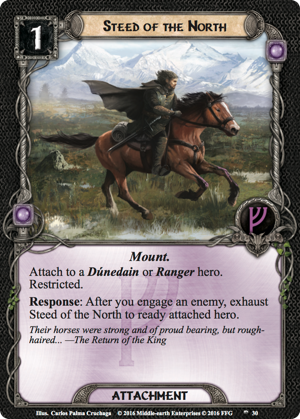 STEED OF THE NORTH
1
Mount.
Attach to a Dúnedain or Ranger hero.
Restricted.
Response: After you engage an enemy, exhaust
Steed of the North to ready attached hero.
Their horses were strong and of proud bearing, but rough-
haired... —The Return of the King
ATTACHMENT
Illus. Carlos Palma Cruchaga © 2016 Middle-earth Enterprises © 2016 FFG 30